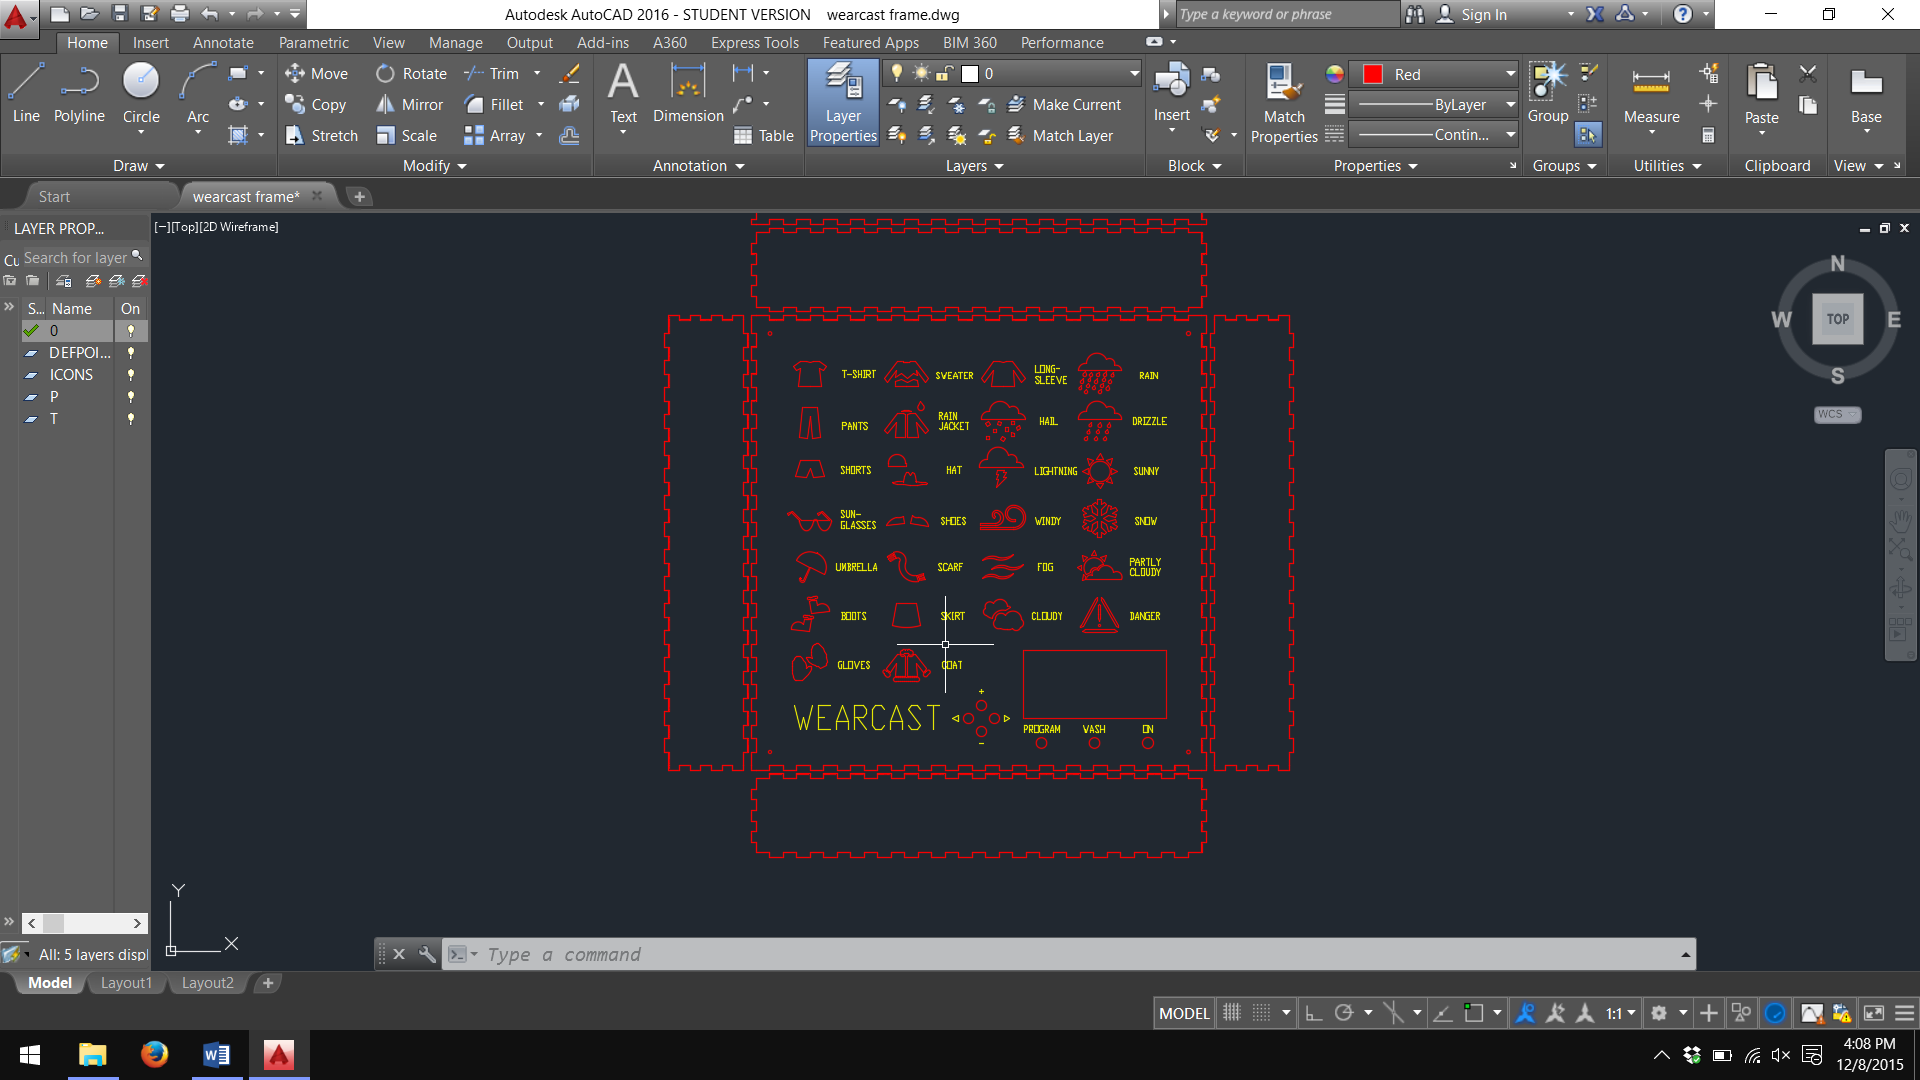 Autodesk AutoCAD 2016 - STUDENT VERSION wearcast frame.dwg
Type a keyword or phrase
Sign In
Home Insert Annotate Parametric View Manage Output Add-ins A360 Express Tools Featured Apps BIM 360 Performance
Line Polyline Circle Arc
Move Rotate Trim
Copy Mirror Fillet
Stretch Scale Array
Text Dimension Table
Layer Properties
0
Make Current
Match Layer
Insert
Match Properties
Red
ByLayer
Contin...
Group
Measure
Paste
Base
Draw Modify Annotation Layers Block Properties Groups Utilities Clipboard View
Start wearcast frame*
LAYER PROP...
[−][Top][2D Wireframe]
Cu
Search for layer
S... Name On
0
DEFPOI...
ICONS
P
T
All: 5 layers displ
N
W TOP E
S
WCS
T-SHIRT SWEATER LONG-
SLEEVE RAIN
PANTS RAIN
JACKET HAIL DRIZZLE
SHORTS HAT LIGHTNING SUNNY
SUN-
GLASSES SHOES WINDY SNOW
UMBRELLA SCARF FOG PARTLY
CLOUDY
BOOTS SKIRT CLOUDY DANGER
GLOVES COAT
WEARCAST + −
PROGRAM WASH ON
Y
X
Type a command
Model Layout1 Layout2
MODEL 1:1
4:08 PM
12/8/2015